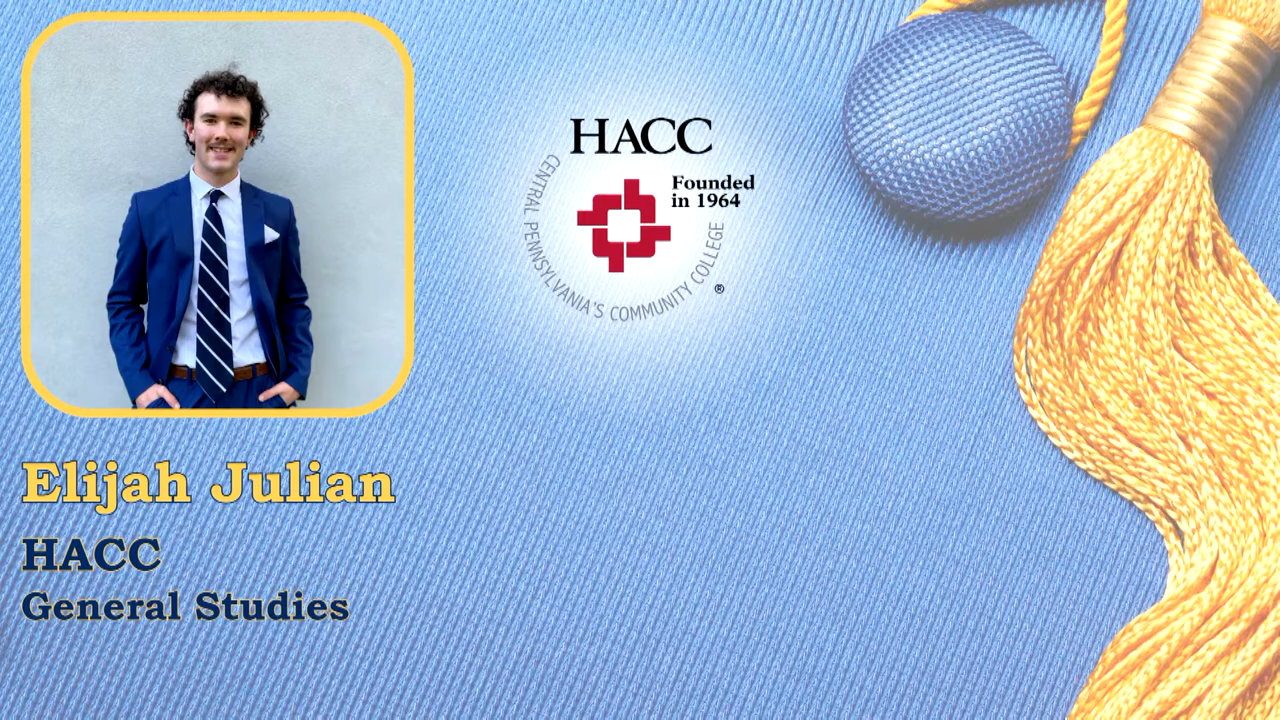 HACC
Founded
in 1964
CENTRAL PENNSYLVANIA'S COMMUNITY COLLEGE
®
Elijah Julian
HACC
General Studies